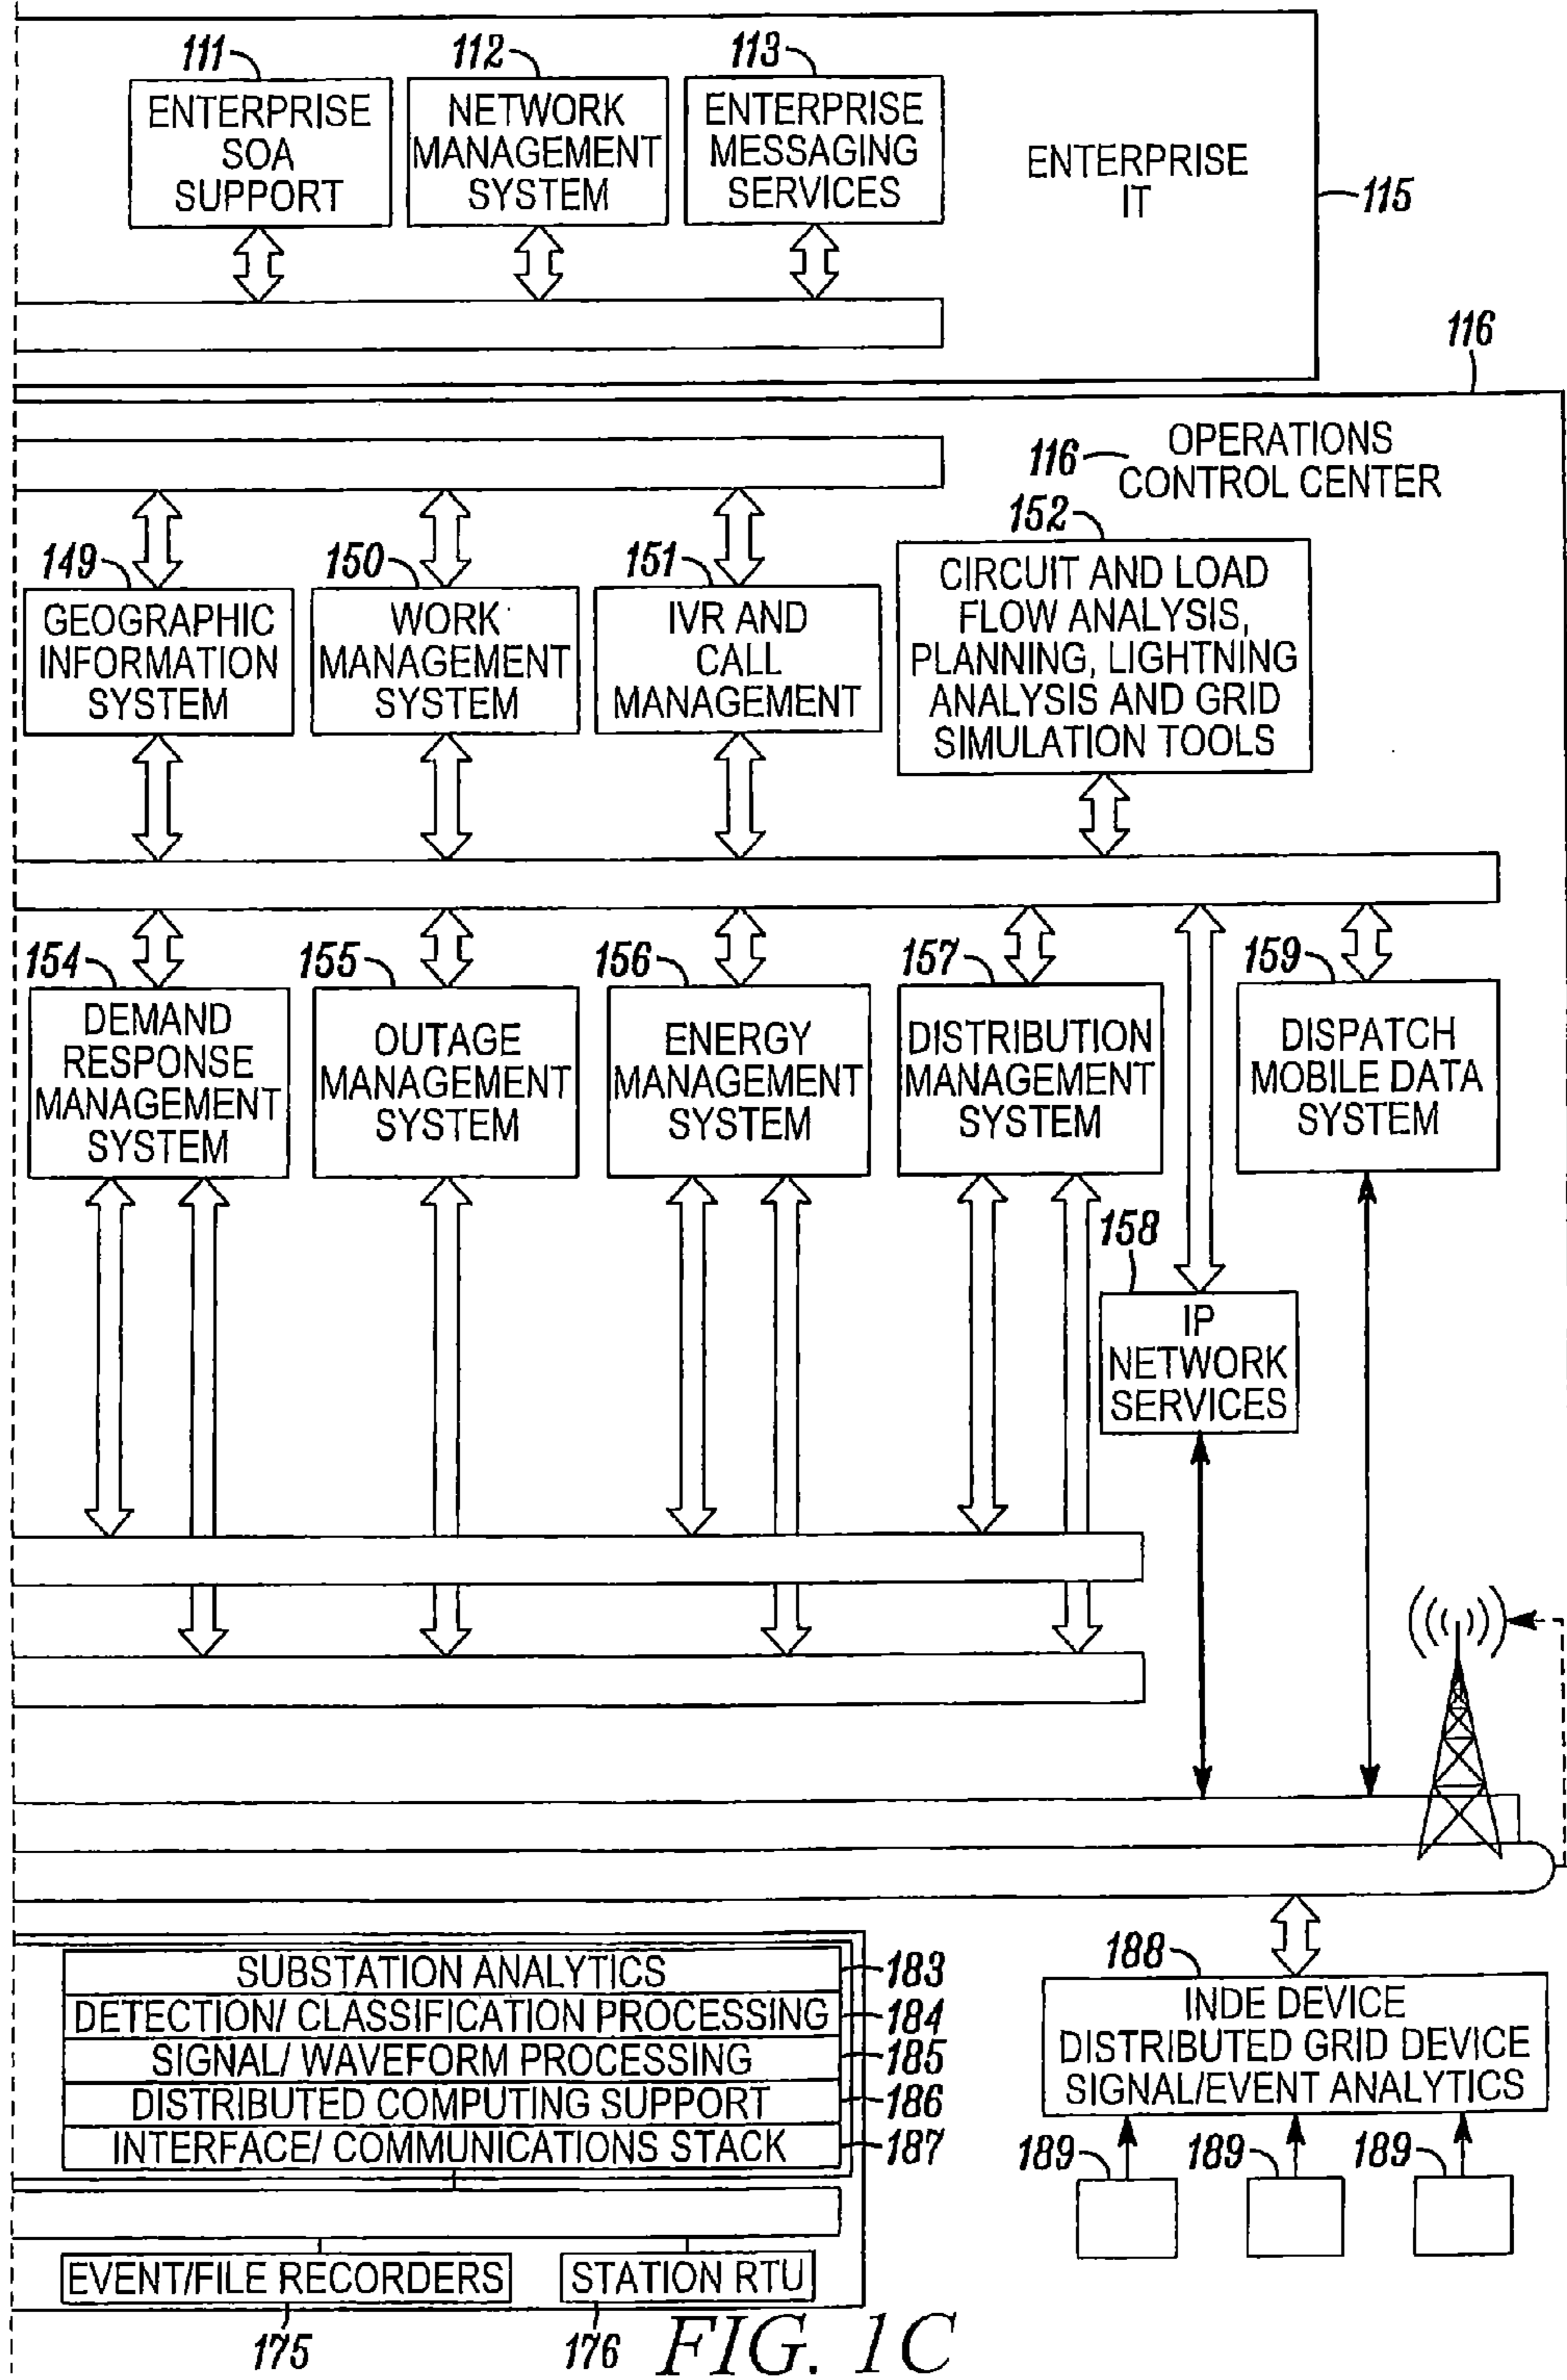 111
112
113
ENTERPRISE
SOA
SUPPORT
NETWORK
MANAGEMENT
SYSTEM
ENTERPRISE
MESSAGING
SERVICES
ENTERPRISE
IT
115
116
116
OPERATIONS
CONTROL CENTER
149
150
151
152
GEOGRAPHIC
INFORMATION
SYSTEM
WORK
MANAGEMENT
SYSTEM
IVR AND
CALL
MANAGEMENT
CIRCUIT AND LOAD
FLOW ANALYSIS,
PLANNING, LIGHTNING
ANALYSIS AND GRID
SIMULATION TOOLS
154
155
156
157
159
DEMAND
RESPONSE
MANAGEMENT
SYSTEM
OUTAGE
MANAGEMENT
SYSTEM
ENERGY
MANAGEMENT
SYSTEM
DISTRIBUTION
MANAGEMENT
SYSTEM
DISPATCH
MOBILE DATA
SYSTEM
158
IP
NETWORK
SERVICES
SUBSTATION ANALYTICS
183
DETECTION/ CLASSIFICATION PROCESSING
184
SIGNAL/ WAVEFORM PROCESSING
185
DISTRIBUTED COMPUTING SUPPORT
186
INTERFACE/ COMMUNICATIONS STACK
187
188
INDE DEVICE
DISTRIBUTED GRID DEVICE
SIGNAL/EVENT ANALYTICS
189
189
189
EVENT/FILE RECORDERS
STATION RTU
175
176
FIG. 1C